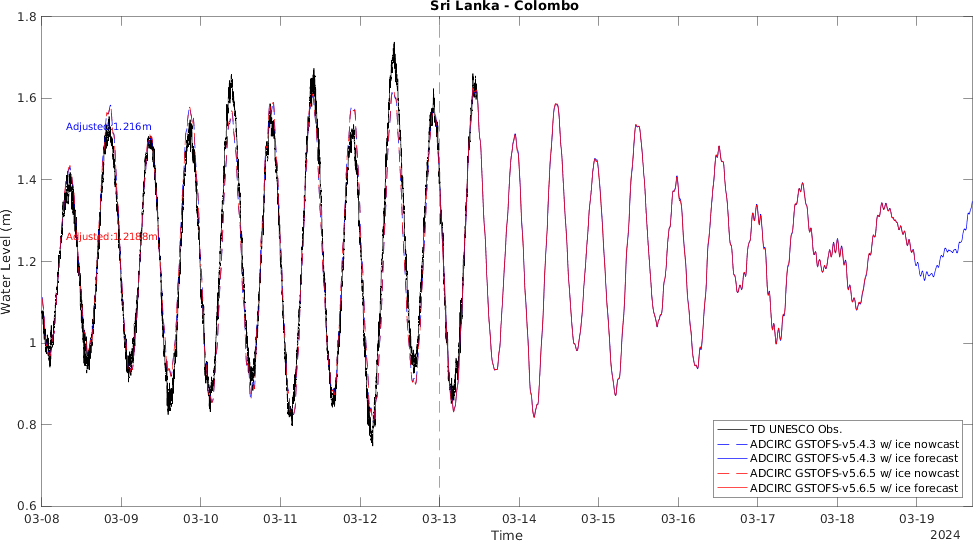 Sri Lanka - Colombo
1.8
1.6
1.4
1.2
1
0.8
0.6
Water Level (m)
Adjusted:1.216m
Adjusted:1.2188m
TD UNESCO Obs.
ADCIRC GSTOFS-v5.4.3 w/ ice nowcast
ADCIRC GSTOFS-v5.4.3 w/ ice forecast
ADCIRC GSTOFS-v5.6.5 w/ ice nowcast
ADCIRC GSTOFS-v5.6.5 w/ ice forecast
03-08 03-09 03-10 03-11 03-12 03-13 03-14 03-15 03-16 03-17 03-18 03-19
Time
2024